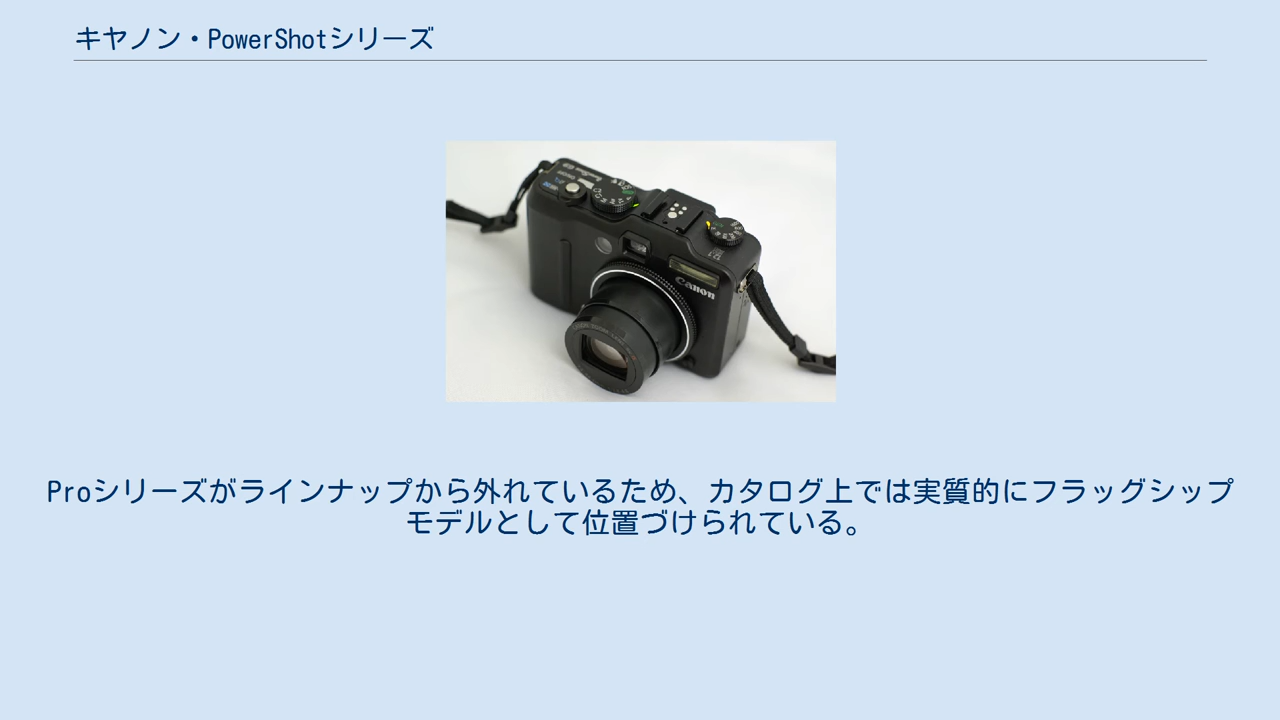 キヤノン・PowerShotシリーズ
Canon
Proシリーズがラインナップから外れているため、カタログ上では実質的にフラッグシップ
モデルとして位置づけられている。